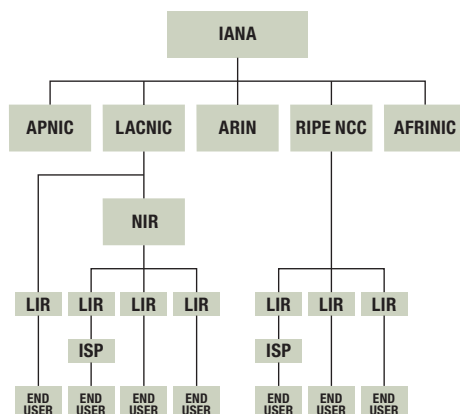 IANA
APNIC LACNIC ARIN RIPE NCC AFRINIC
NIR
LIR LIR LIR LIR LIR LIR LIR
ISP ISP
END END END END END END END
USER USER USER USER USER USER USER